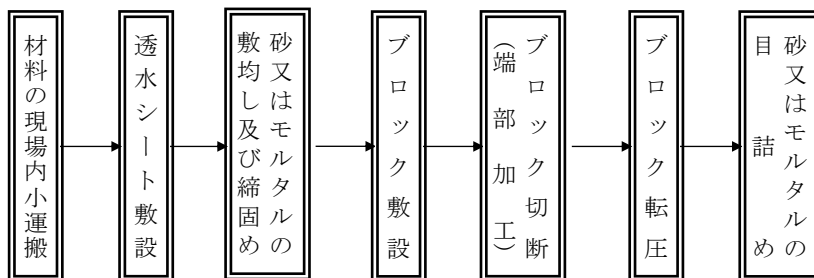 材料の現場内小運搬
透水シート敷設
砂又はモルタルの
敷均し及び締固め
ブロック敷設
ブロック切断
(端部加工)
ブロック転圧
砂又はモルタルの
目詰め